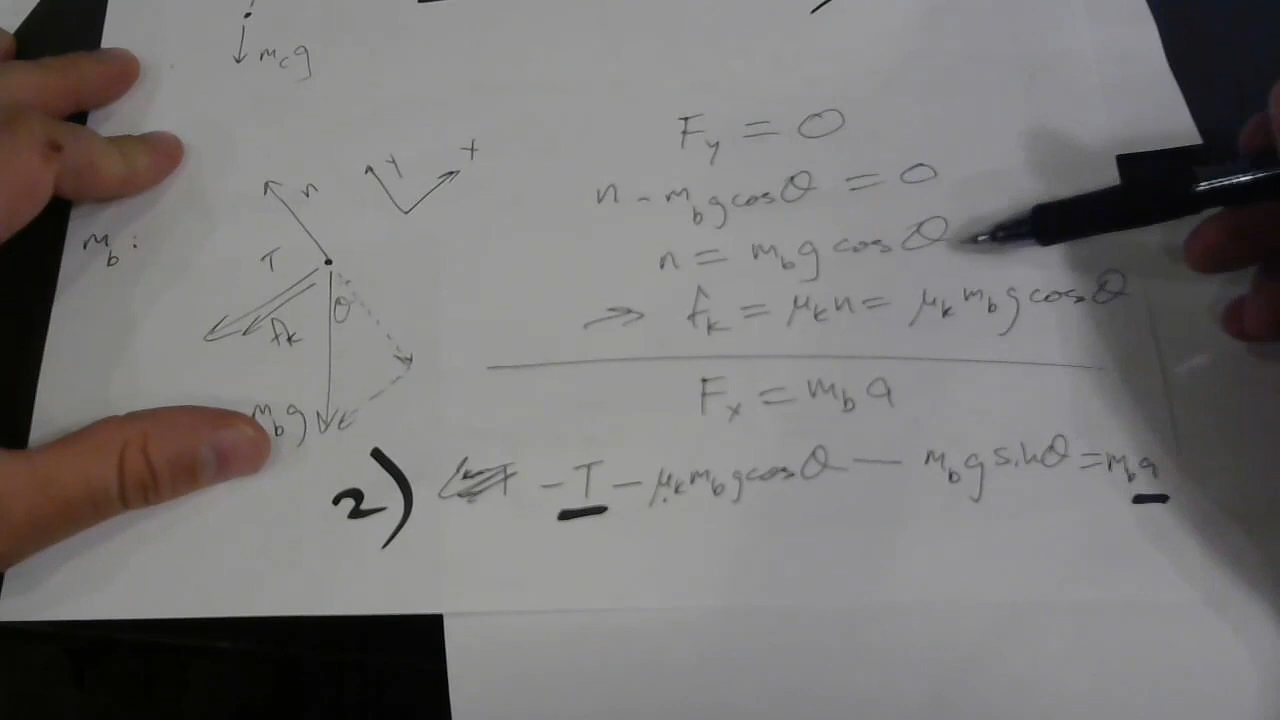 m_c g
F_y = 0
y x
n
n - m_b g cos θ = 0
m_b :
T
n = m_b g cos θ
θ
f_k
→ f_k = μ_k n = μ_k m_b g cos θ
F_x = m_b a
m_b g
2) - T - μ_k m_b g cos θ — m_b g sin θ = m_b a